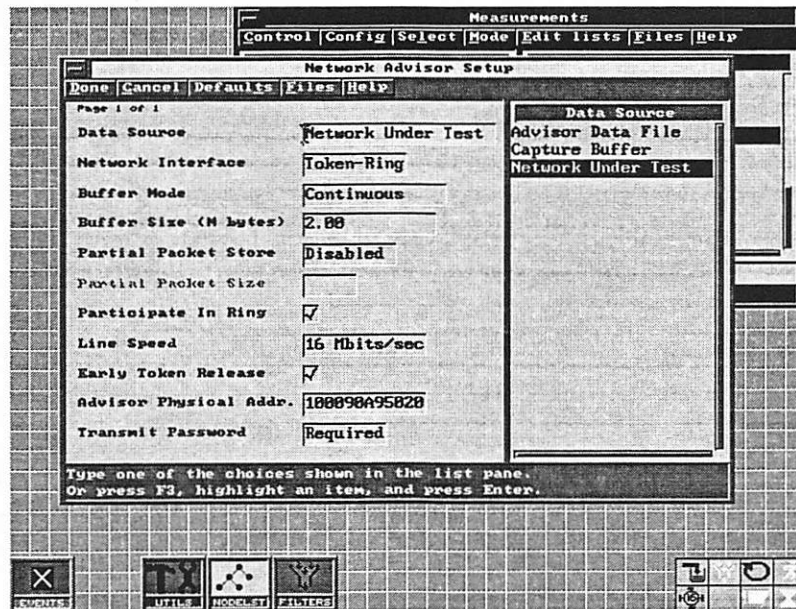 Measurements
Control Config Select Mode Edit lists Files Help
Network Advisor Setup
Done Cancel Defaults Files Help
Page 1 of 1
Data Source Network Under Test
Network Interface Token-Ring
Buffer Mode Continuous
Buffer Size (M bytes) 2.00
Partial Packet Store Disabled
Partial Packet Size
Participate In Ring
Line Speed 16 Mbits/sec
Early Token Release
Advisor Physical Addr. 100090A95020
Transmit Password Required
Data Source
Advisor Data File
Capture Buffer
Network Under Test
Type one of the choices shown in the list pane.
Or press F3, highlight an item, and press Enter.
EVENTS
UTILS
NODELST
FILTERS